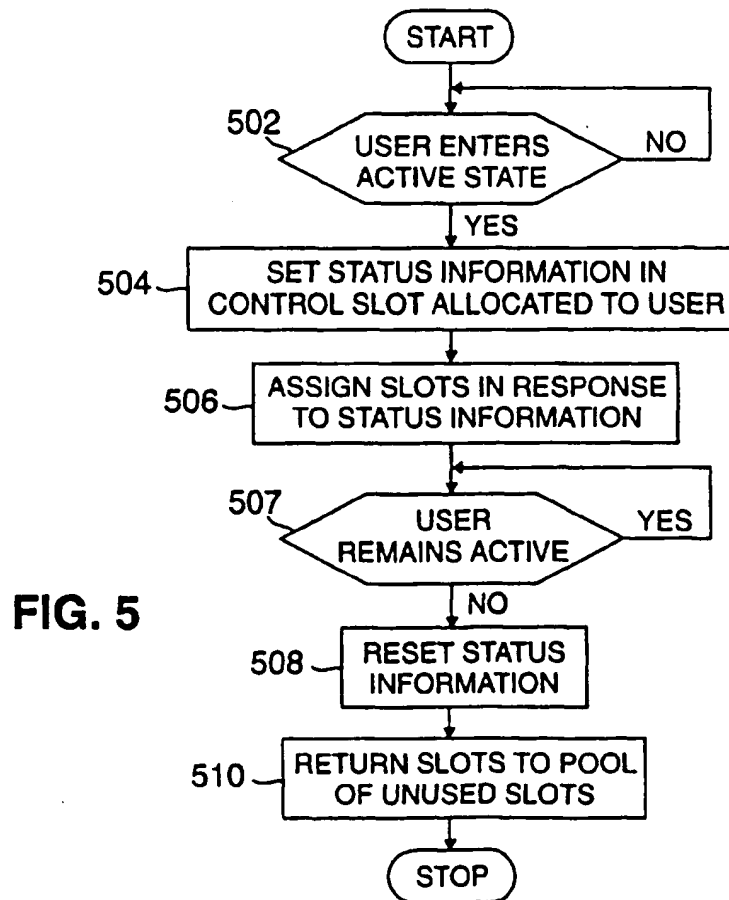 START
502
USER ENTERS
ACTIVE STATE
NO
YES
504
SET STATUS INFORMATION IN
CONTROL SLOT ALLOCATED TO USER
506
ASSIGN SLOTS IN RESPONSE
TO STATUS INFORMATION
507
USER
REMAINS ACTIVE
YES
NO
FIG. 5
508
RESET STATUS
INFORMATION
510
RETURN SLOTS TO POOL
OF UNUSED SLOTS
STOP